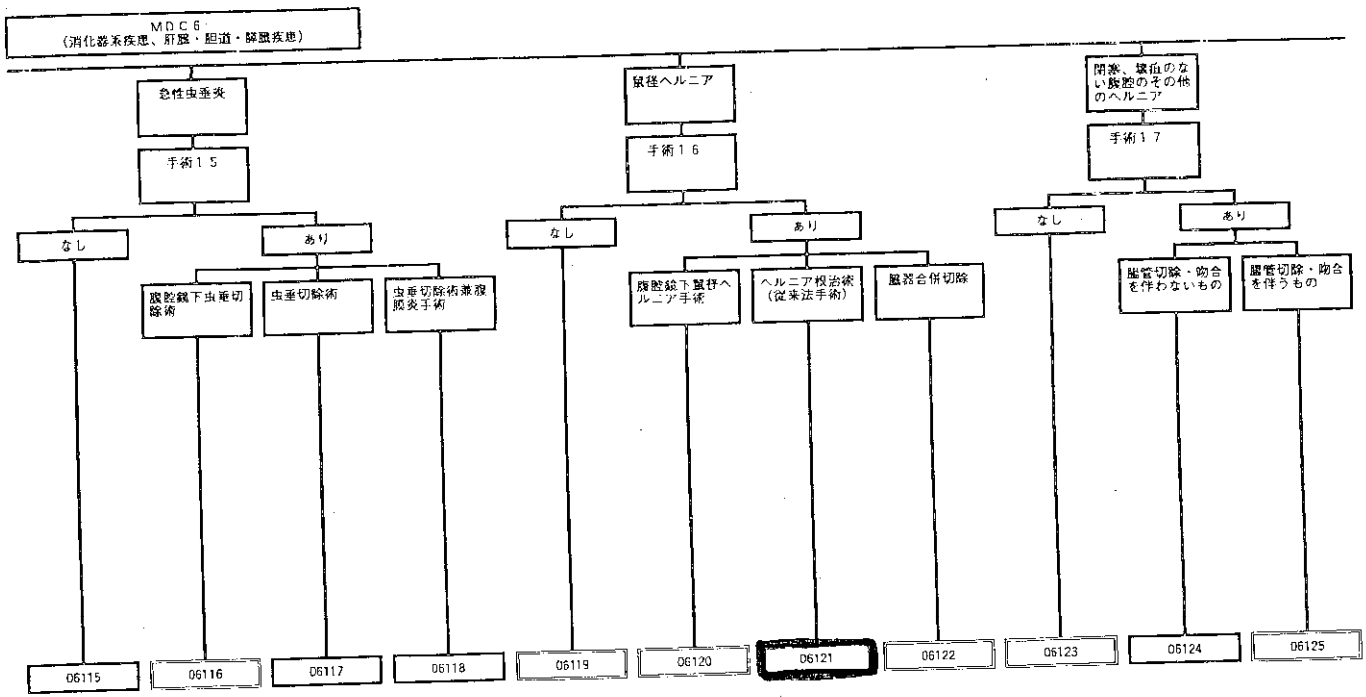 MDC6
(消化器系疾患、肝臓・胆道・膵臓疾患)
急性虫垂炎
鼠径ヘルニア
閉塞、壊疽のな
い腹腔のその他
のヘルニア
手術15
手術16
手術17
なし
あり
なし
あり
なし
あり
腹腔鏡下虫垂切
除術
虫垂切除術
虫垂切除術兼腹
膜炎手術
腹腔鏡下鼠径ヘ
ルニア手術
ヘルニア根治術
(従来法手術)
臓器合併切除
腸管切除・吻合
を伴わないもの
腸管切除・吻合
を伴うもの
06115
06116
06117
06118
06119
06120
06121
06122
06123
06124
06125